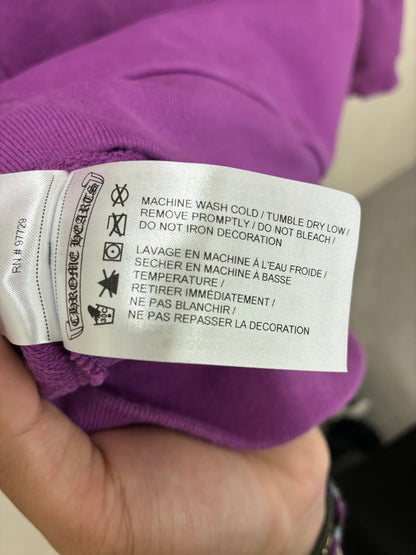 RN # 97729
CHROME HEARTS
MACHINE WASH COLD / TUMBLE DRY LOW /
REMOVE PROMPTLY / DO NOT BLEACH /
DO NOT IRON DECORATION
LAVAGE EN MACHINE À L'EAU FROIDE /
SECHER EN MACHINE À BASSE
TEMPERATURE /
RETIRER IMMÉDIATEMENT /
NE PAS BLANCHIR /
NE PAS REPASSER LA DECORATION